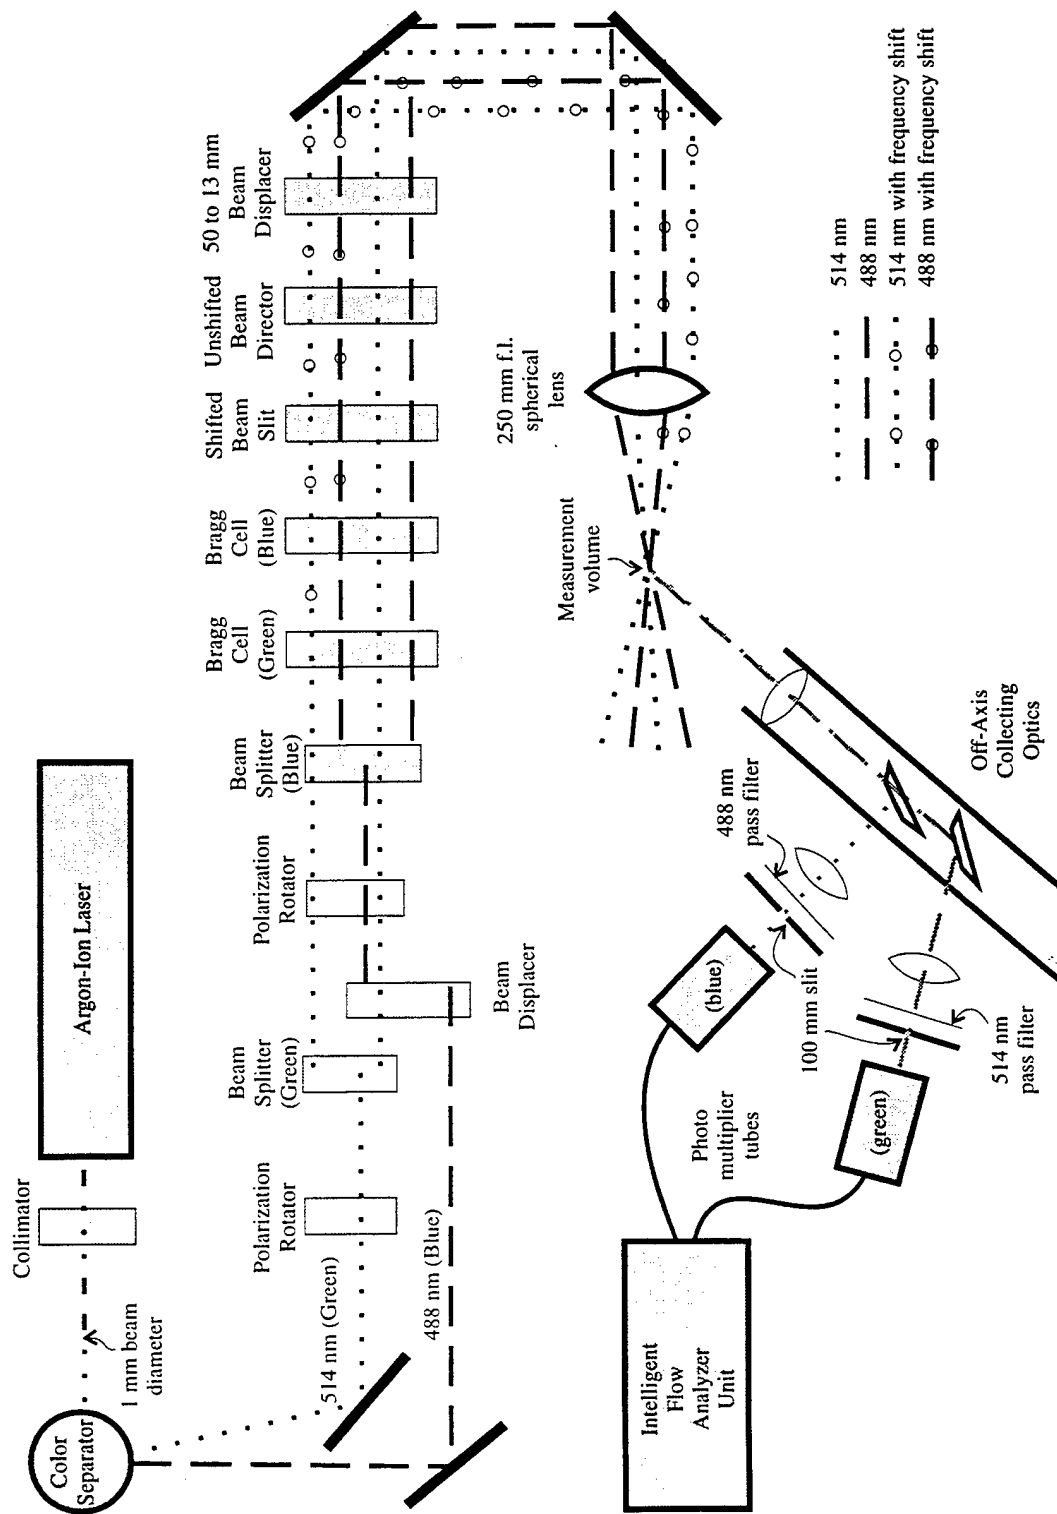 Argon-Ion Laser
Collimator
1 mm beam
diameter
Color
Separator
514 nm (Green)
488 nm (Blue)
Polarization
Rotator
Beam
Splitter
(Green)
Beam
Displacer
Polarization
Rotator
Beam
Splitter
(Blue)
Bragg
Cell
(Green)
Bragg
Cell
(Blue)
Shifted
Beam
Slit
Unshifted
Beam
Director
50 to 13 mm
Beam
Displacer
250 mm f.l.
spherical
lens
Measurement
volume
Off-Axis
Collecting
Optics
488 nm
pass filter
100 mm slit
514 nm
pass filter
(blue)
(green)
Photo
multiplier
tubes
Intelligent
Flow
Analyzer
Unit
514 nm
488 nm
514 nm with frequency shift
488 nm with frequency shift